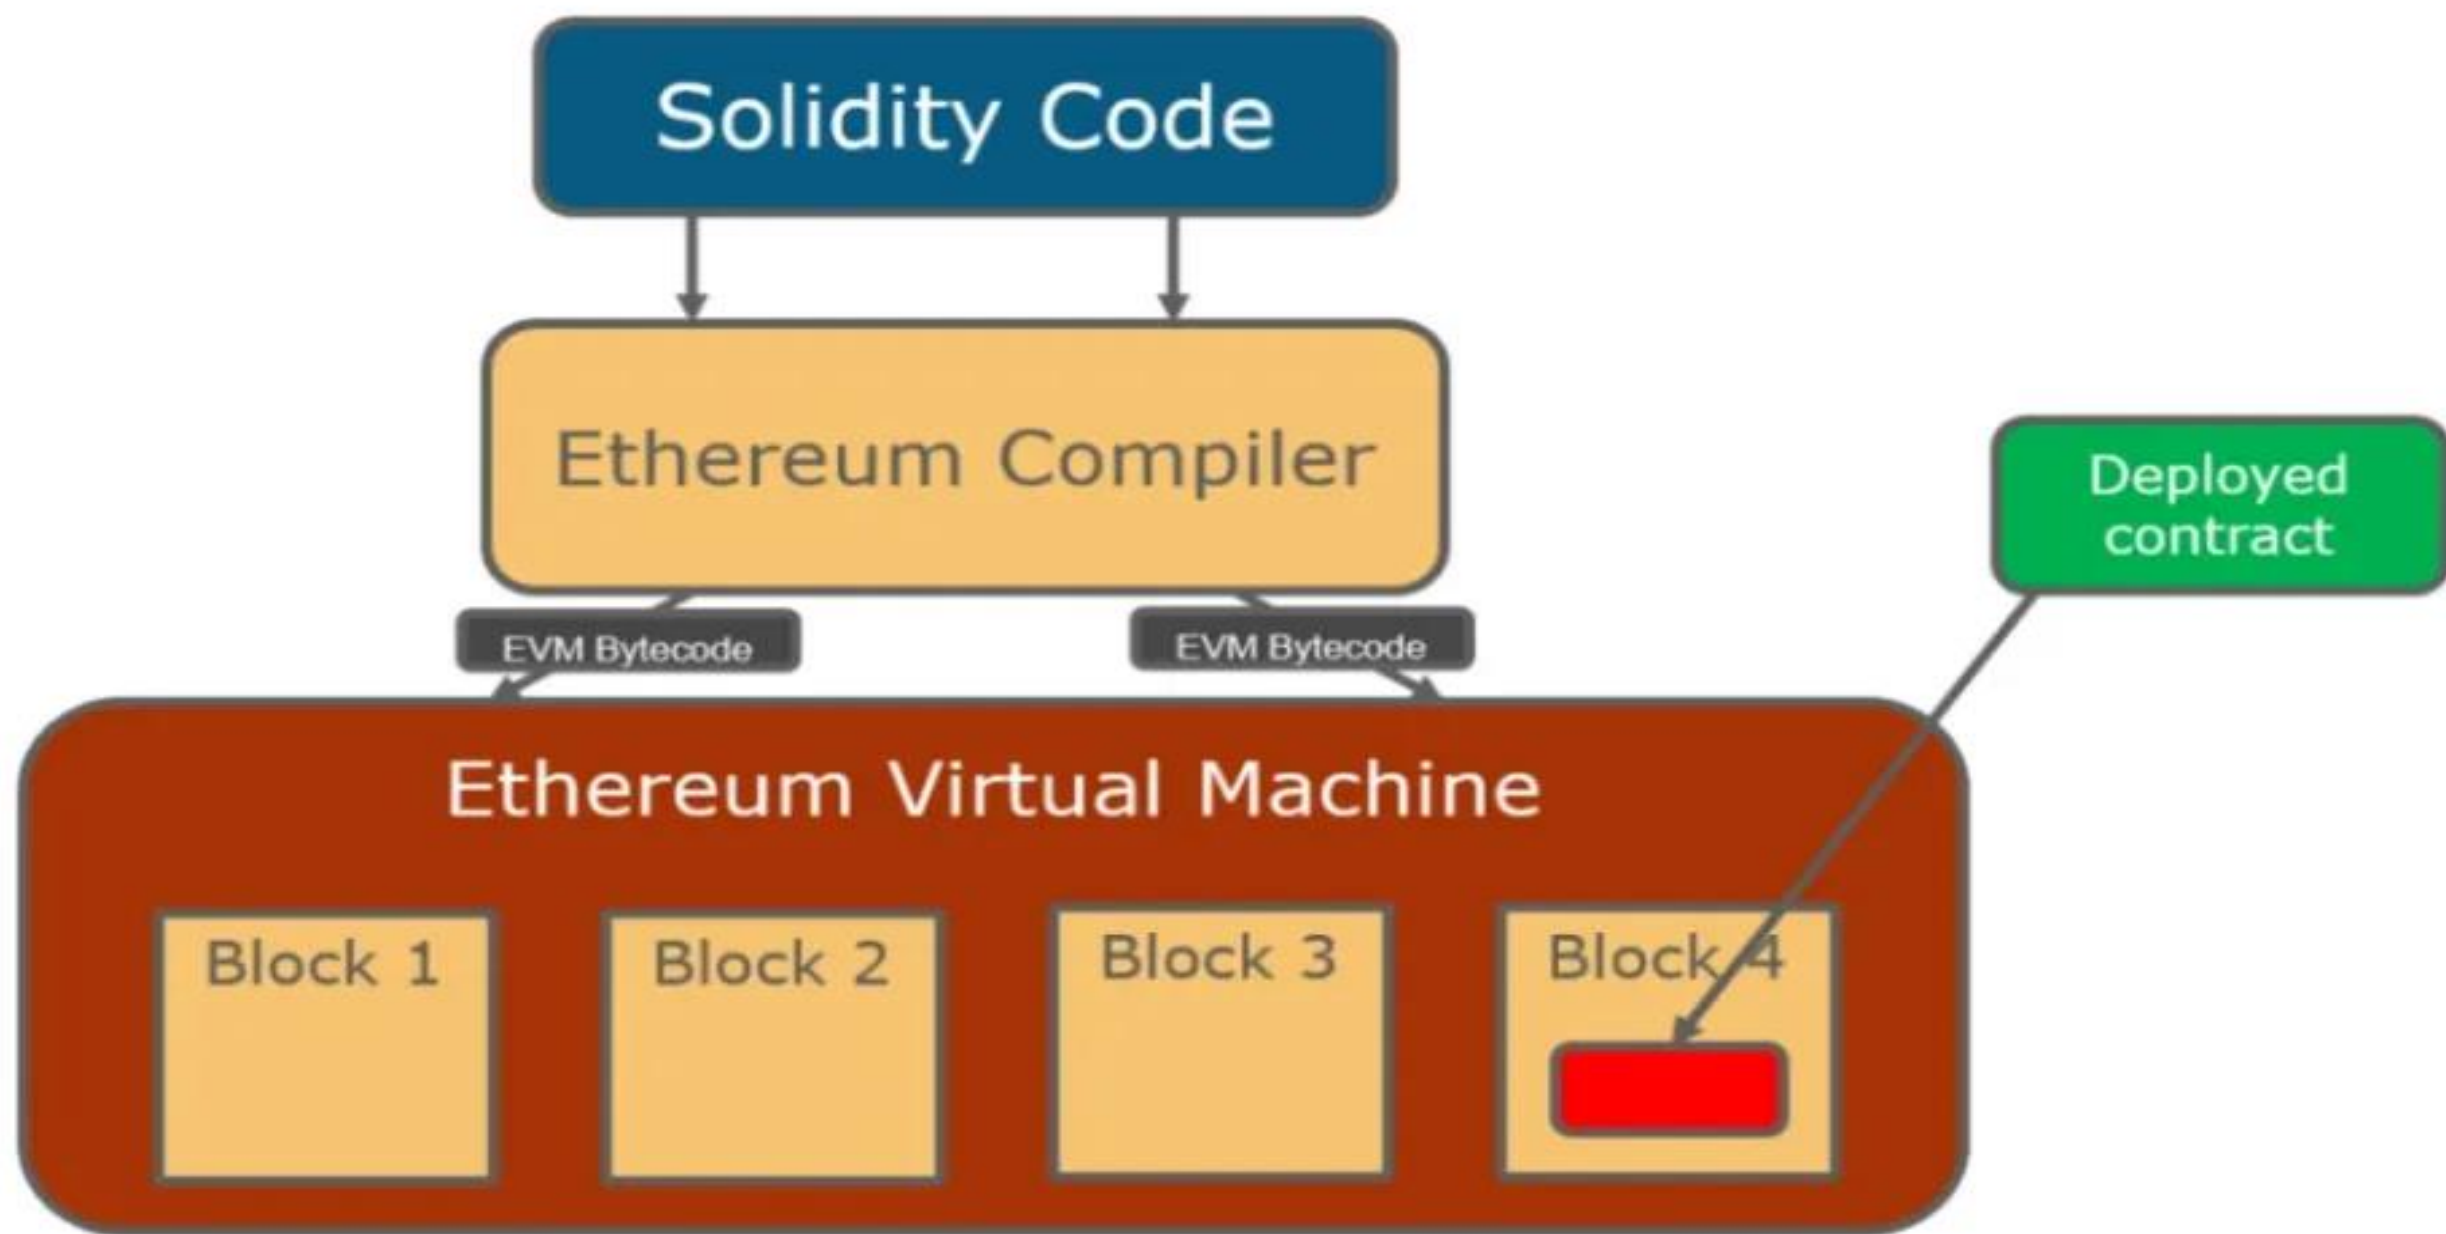 Solidity Code
Ethereum Compiler
Deployed
contract
EVM Bytecode
EVM Bytecode
Ethereum Virtual Machine
Block 1
Block 2
Block 3
Block 4